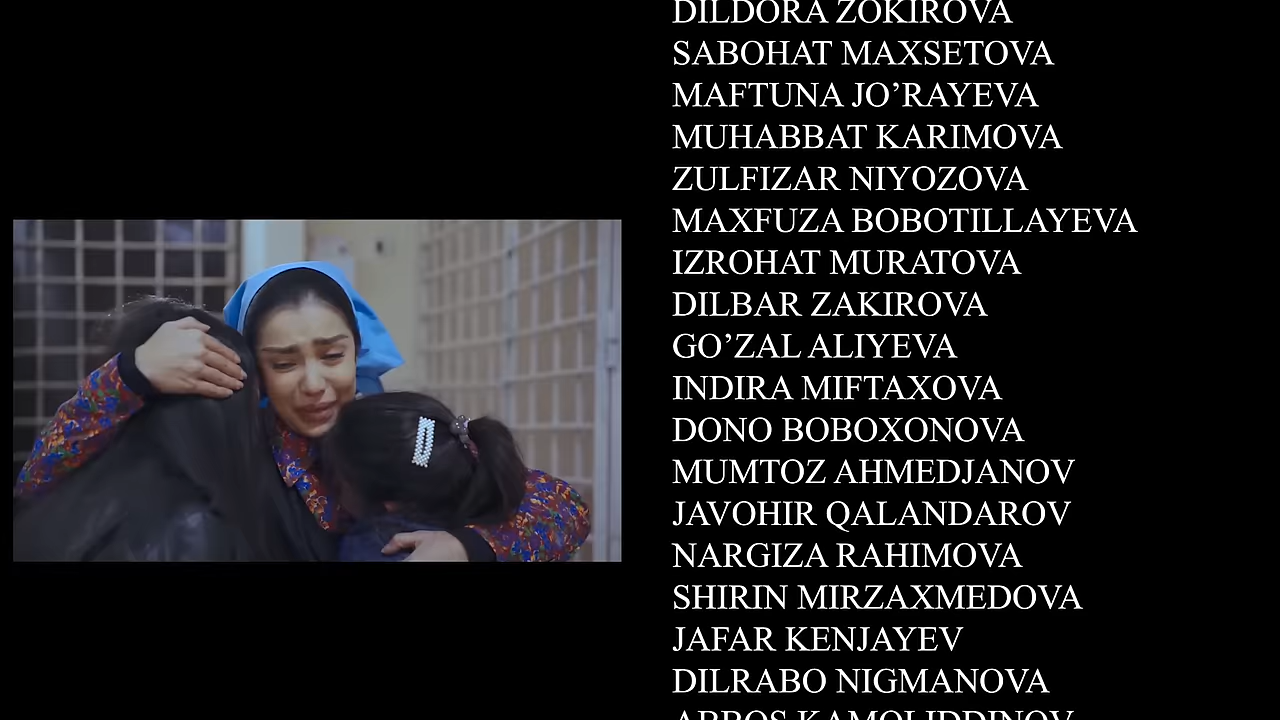 DILDORA ZOKIROVA
SABOHAT MAXSETOVA
MAFTUNA JO’RAYEVA
MUHABBAT KARIMOVA
ZULFIZAR NIYOZOVA
MAXFUZA BOBOTILLAYEVA
IZROHAT MURATOVA
DILBAR ZAKIROVA
GO’ZAL ALIYEVA
INDIRA MIFTAXOVA
DONO BOBOXONOVA
MUMTOZ AHMEDJANOV
JAVOHIR QALANDAROV
NARGIZA RAHIMOVA
SHIRIN MIRZAXMEDOVA
JAFAR KENJAYEV
DILRABO NIGMANOVA